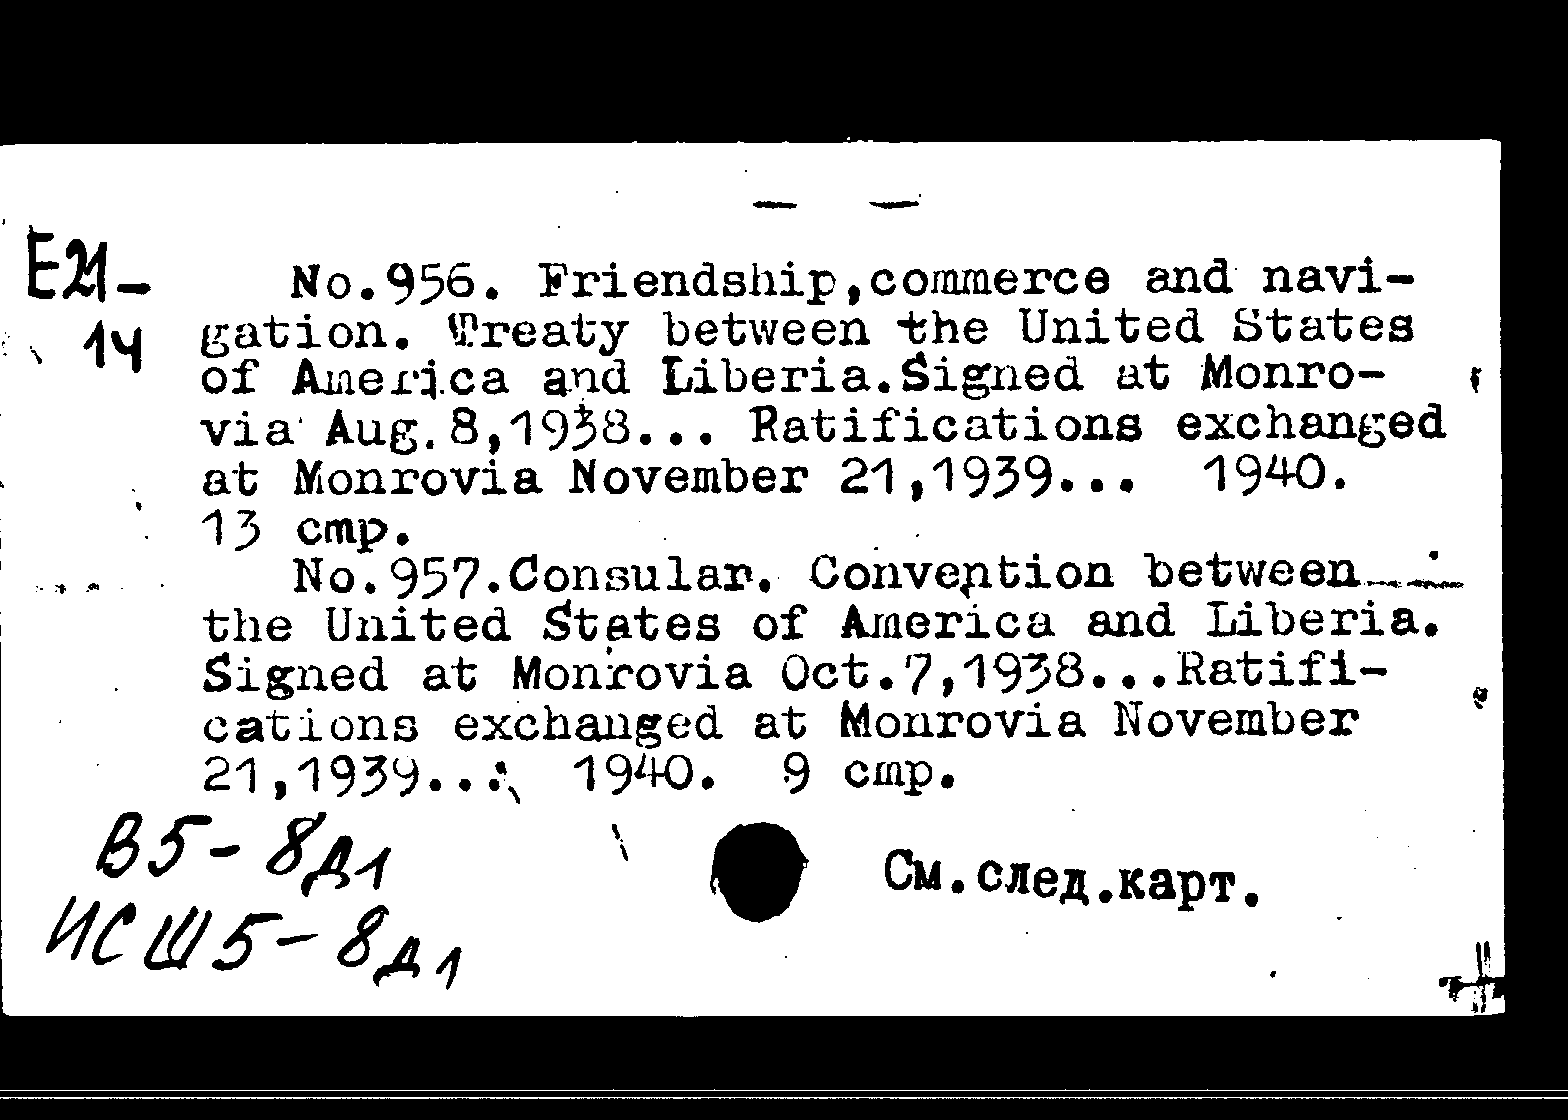 — —
E21-
14
No.956. Friendship,commerce and navi-
gation. Treaty between the United States
of America and Liberia.Signed at Monro-
via Aug.8,1938... Ratifications exchanged
at Monrovia November 21,1939... 1940.
13 стр.
No.957.Consular. Convention between
the United States of America and Liberia.
Signed at Monrovia Oct.7,1938...Ratifi-
cations exchanged at Monrovia November
21,1939... 1940. 9 стр.
В5-8д1
ИСШ5-8д1
См.след.карт.